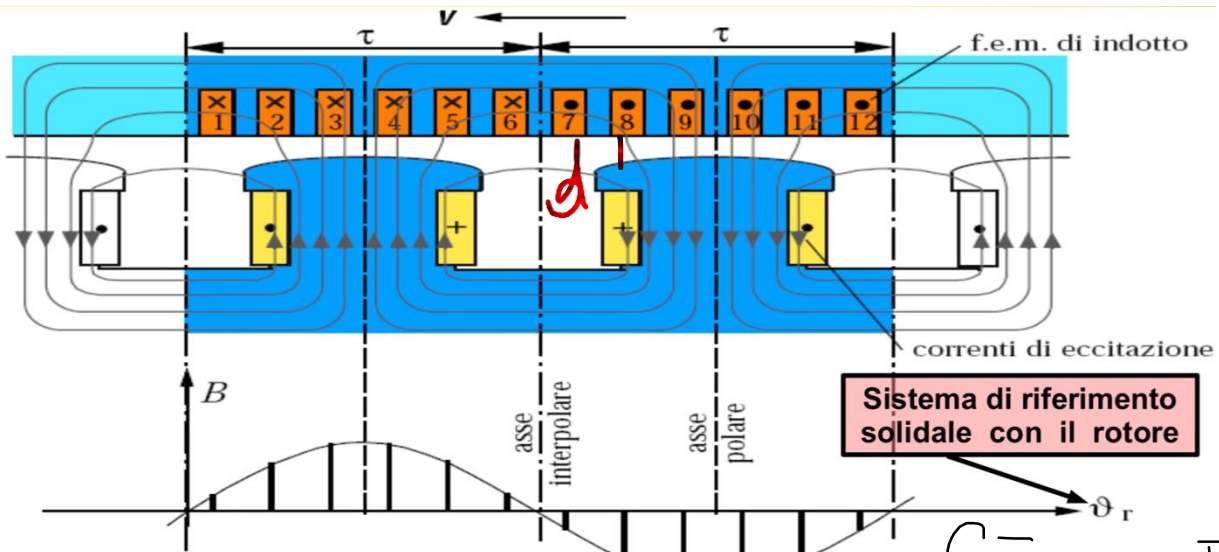 v
τ τ
f.e.m. di indotto
× × × × × × • • • • • •
1 2 3 4 5 6 7 8 9 10 11 12
d
• • + + • •
correnti di eccitazione
B
asse
interpolare
asse
polare
Sistema di riferimento
solidale con il rotore
ϑ r